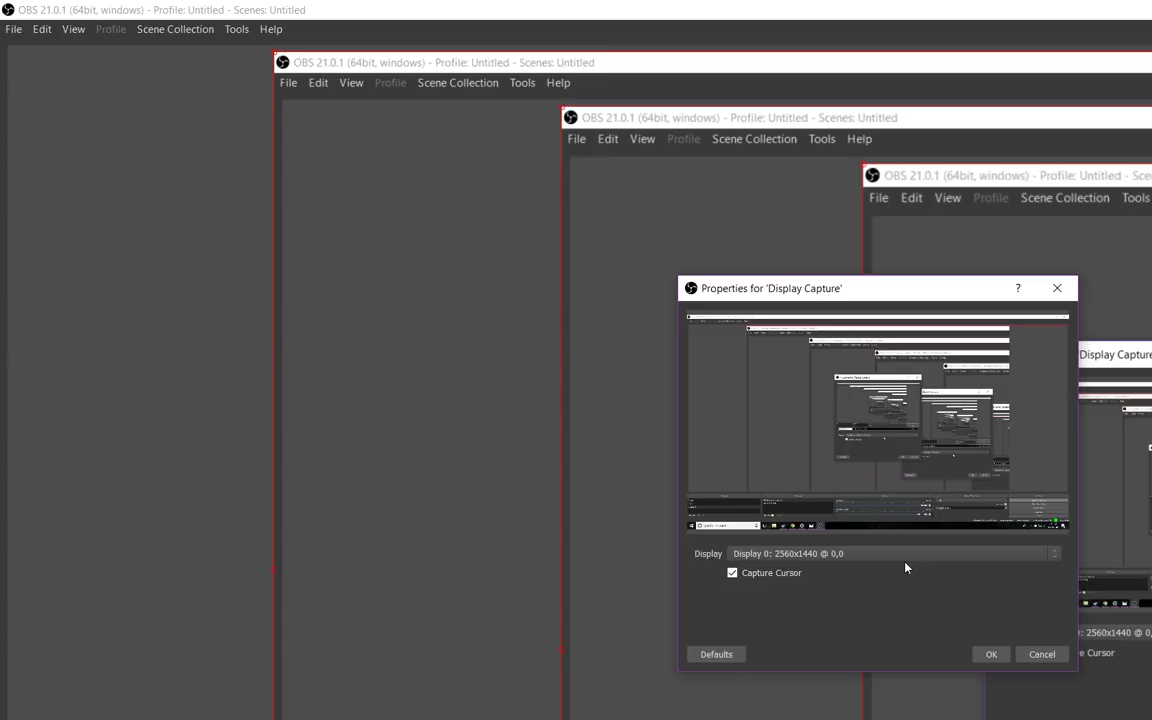 OBS 21.0.1 (64bit, windows) - Profile: Untitled - Scenes: Untitled
File Edit View Profile Scene Collection Tools Help
OBS 21.0.1 (64bit, windows) - Profile: Untitled - Scenes: Untitled
File Edit View Profile Scene Collection Tools Help
OBS 21.0.1 (64bit, windows) - Profile: Untitled - Scenes: Untitled
File Edit View Profile Scene Collection Tools Help
OBS 21.0.1 (64bit, windows) - Profile: Untitled - Sce
File Edit View Profile Scene Collection Tools
Properties for 'Display Capture' ?
Display Capture
Display Display 0: 2560x1440 @ 0,0
Capture Cursor
: 2560x1440 @ 0,
e Cursor
Defaults OK Cancel